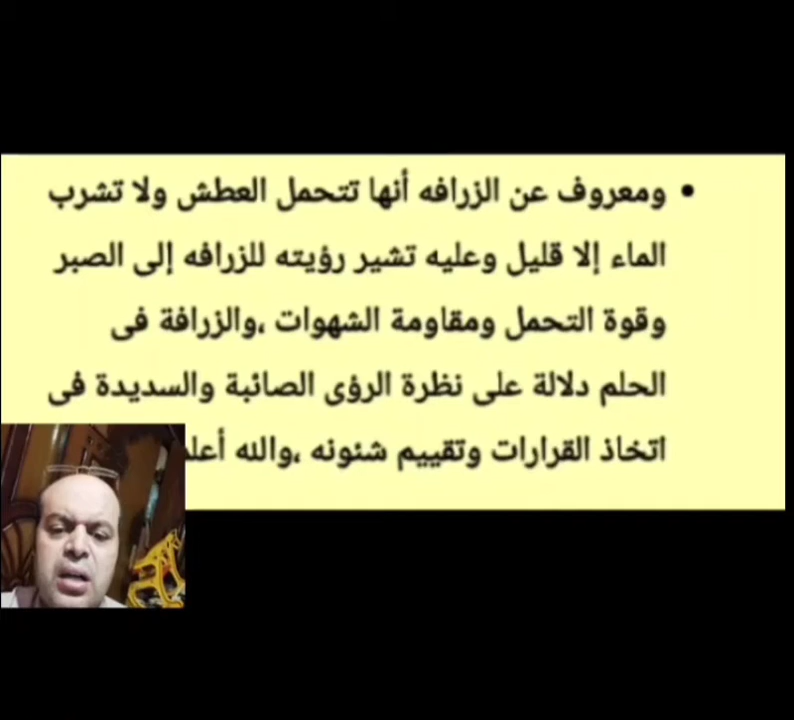 • ومعروف عن الزرافه أنها تتحمل العطش ولا تشرب
الماء إلا قليل وعليه تشير رؤيته للزرافه إلى الصبر
وقوة التحمل ومقاومة الشهوات ،والزرافة فى
الحلم دلالة على نظرة الرؤى الصائبة والسديدة فى
اتخاذ القرارات وتقييم شئونه ،والله أعلم